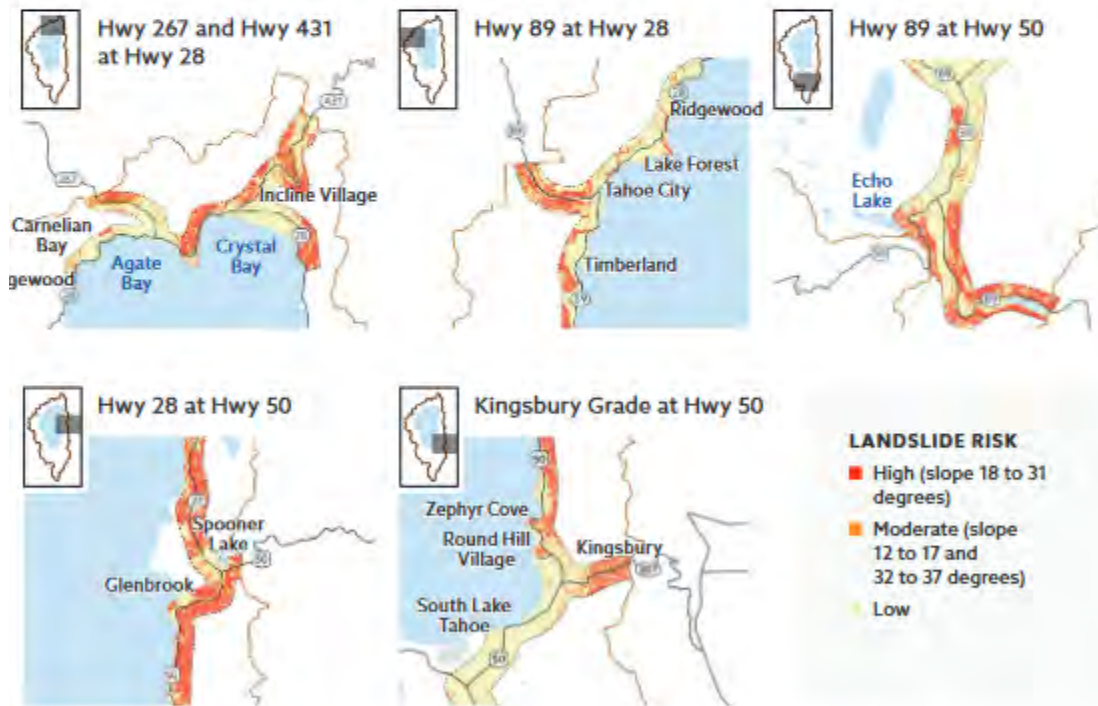 Hwy 267 and Hwy 431
at Hwy 28
431
267
Incline Village
Carnelian
Bay
Agate
Bay
Crystal
Bay
28
gewood
28
Hwy 89 at Hwy 28
28
Ridgewood
89
Lake Forest
Tahoe City
Timberland
89
Hwy 89 at Hwy 50
89
Echo
Lake
50
89
Hwy 28 at Hwy 50
Spooner
Lake
50
Glenbrook
Kingsbury Grade at Hwy 50
50
Zephyr Cove
Round Hill
Village
Kingsbury
South Lake
Tahoe
50
LANDSLIDE RISK
High (slope 18 to 31
degrees)
Moderate (slope
12 to 17 and
32 to 37 degrees)
Low